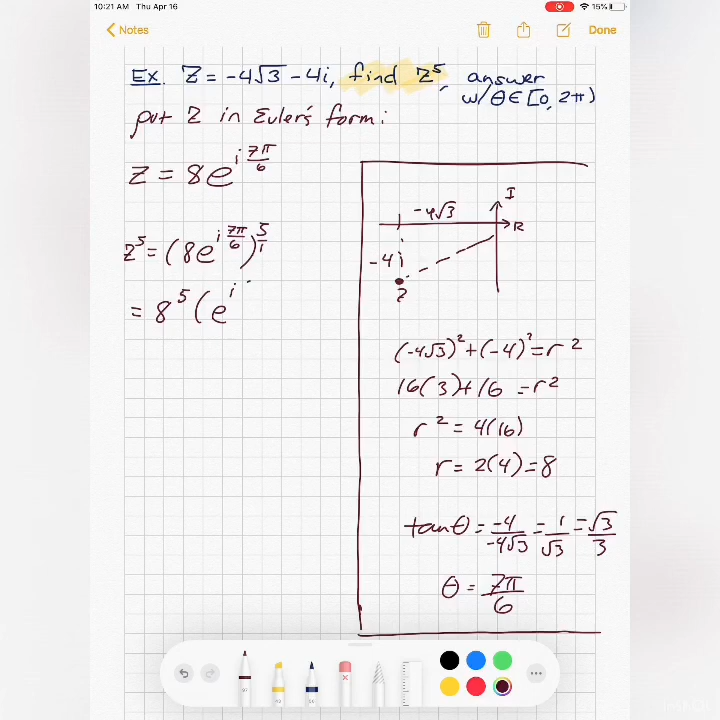 10:21 AM Thu Apr 16
15%
Notes
Done
Ex. Z = -4√3 - 4i, find Z⁵, answer
w/ θ ∈ [0, 2π)
put Z in Euler's form:
Z = 8e^(i 7π/6)
Z⁵ = (8e^(i 7π/6))^(5/1)
= 8⁵ (e^i
I
-4√3
R
-4
Z
(-4√3)² + (-4)² = r²
16(3) + 16 = r²
r² = 4(16)
r = 2(4) = 8
tanθ = -4/-4√3 = 1/√3 = √3/3
θ = 7π/6